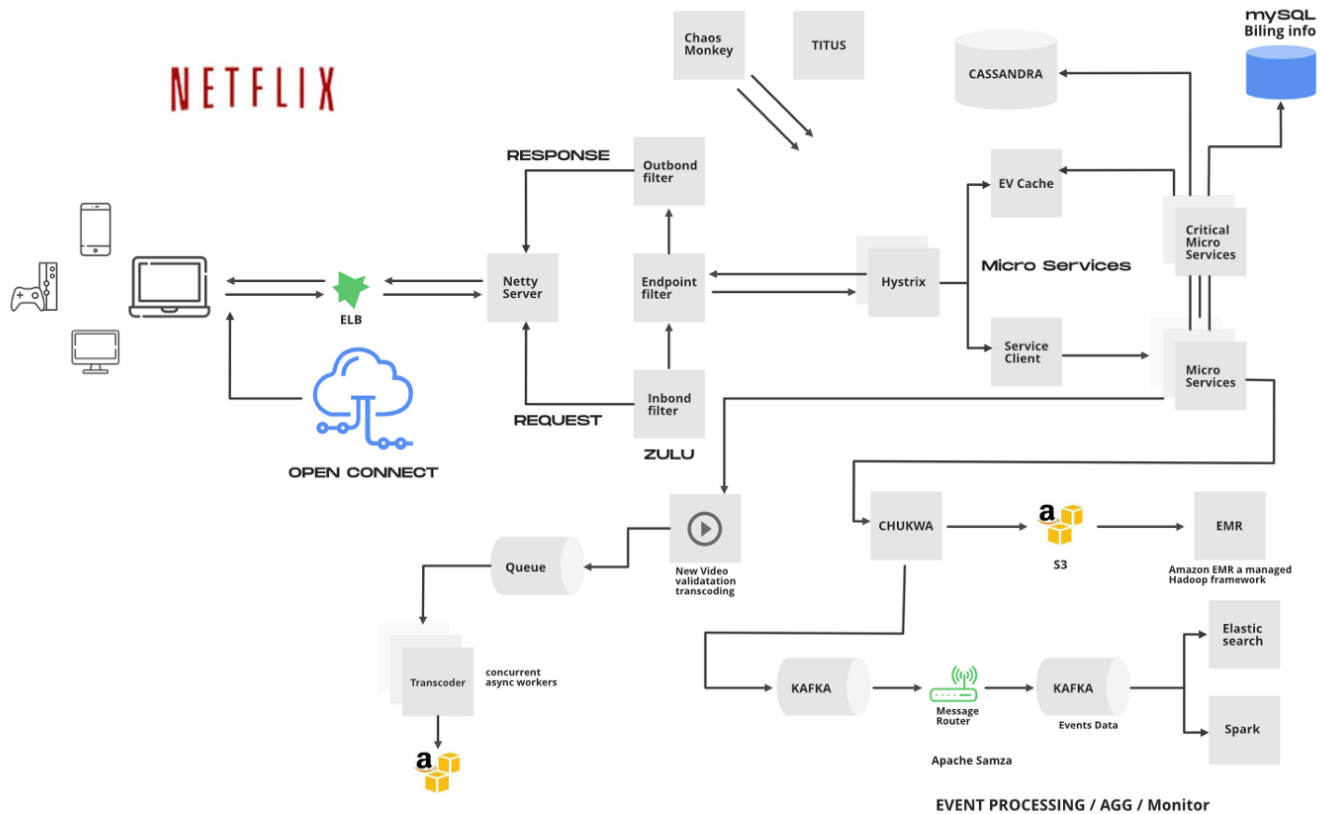 NETFLIX
Chaos
Monkey
TITUS
CASSANDRA
mySQL
Biling info
RESPONSE
Outbond
filter
EV Cache
Critical
Micro
Services
Micro Services
Netty
Server
Endpoint
filter
Hystrix
ELB
Service
Client
Micro
Services
Inbond
filter
REQUEST
ZULU
OPEN CONNECT
CHUKWA
a
S3
EMR
Amazon EMR a managed
Hadoop framework
New Video
validatation
transcoding
Queue
Transcoder
concurrent
async workers
a
KAFKA
Message
Router
KAFKA
Events Data
Elastic
search
Spark
Apache Samza
EVENT PROCESSING / AGG / Monitor